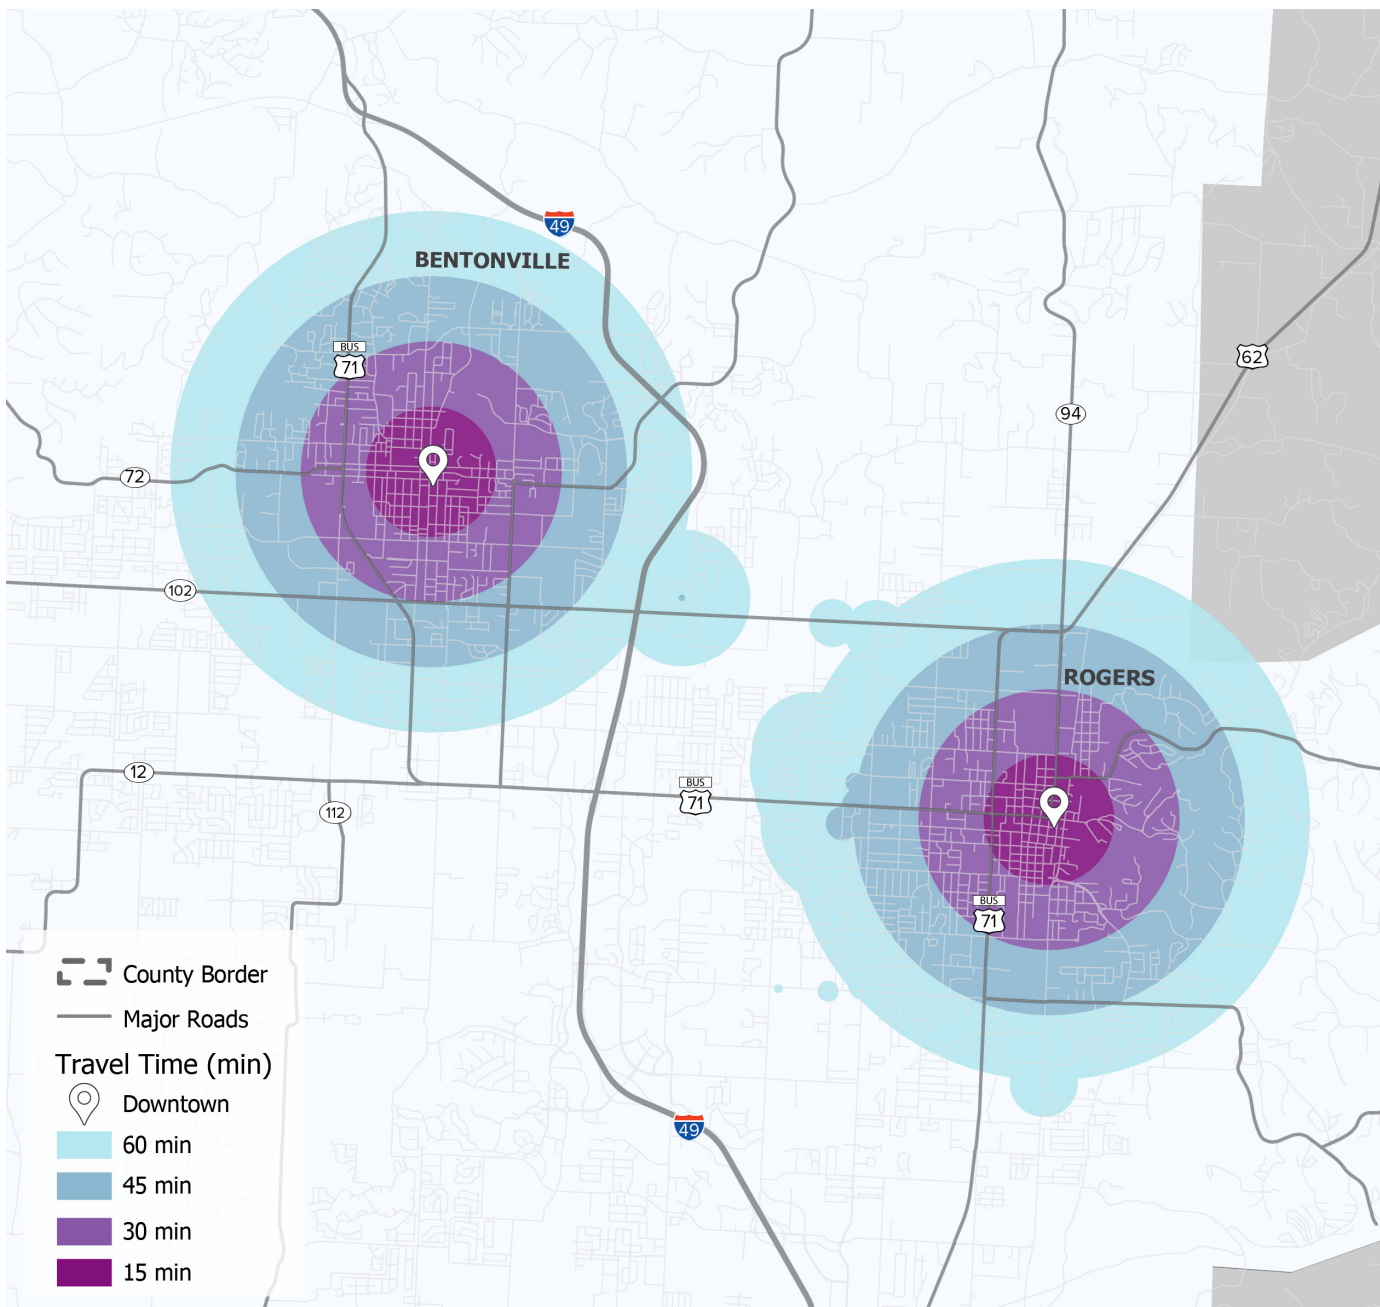 49
BENTONVILLE
BUS
71
62
94
72
102
ROGERS
12
BUS
71
112
BUS
71
County Border
Major Roads
Travel Time (min)
Downtown
49
60 min
45 min
30 min
15 min